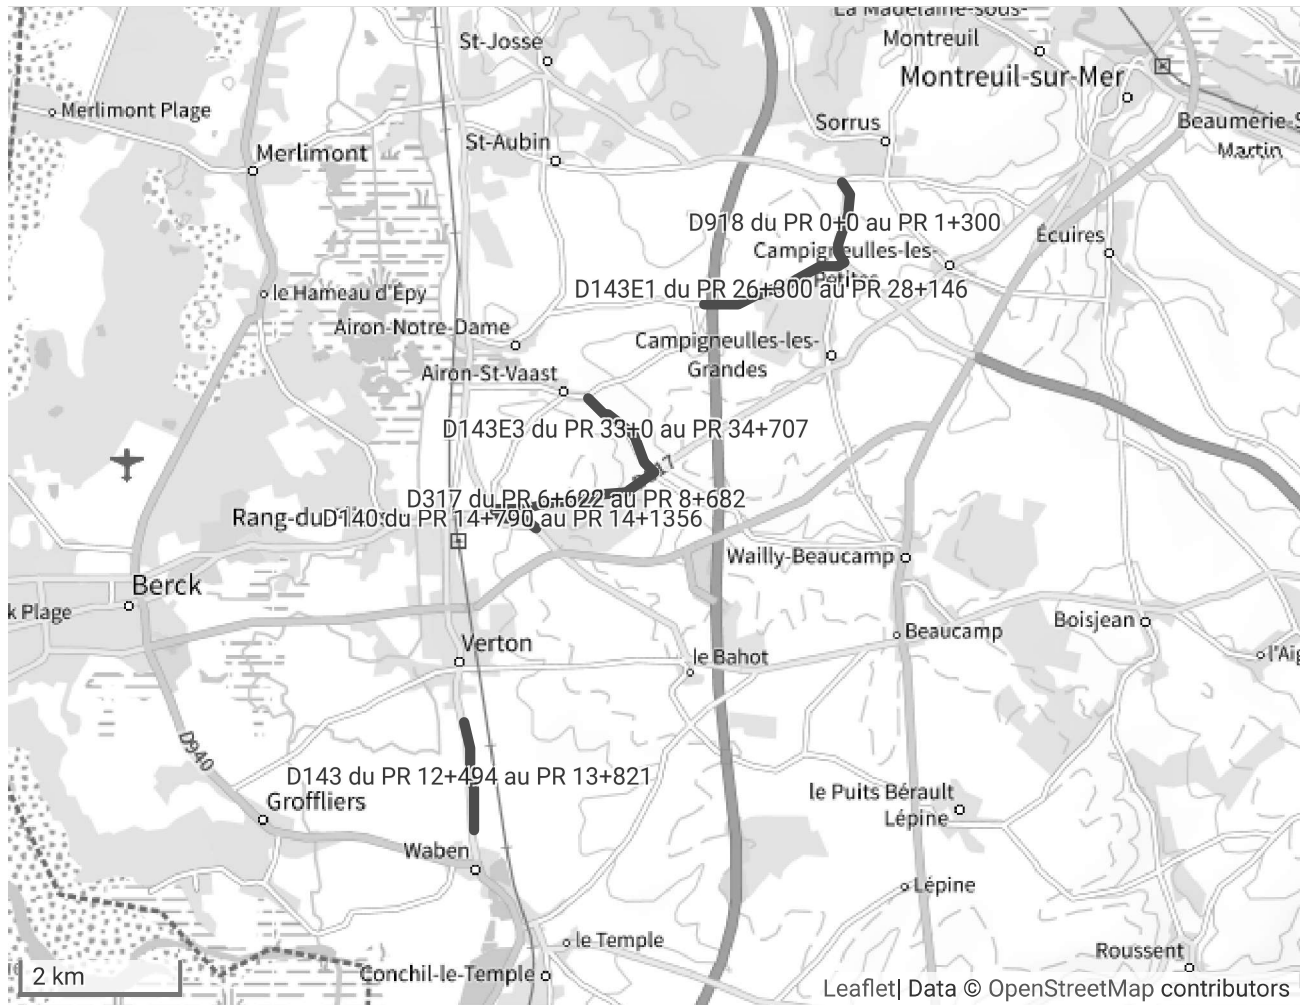 La Madelaine-sous-
Montreuil
St-Josse
Montreuil-sur-Mer
Merlimont Plage
Sorrus
Beaumerie-S
Martin
St-Aubin
Merlimont
D918 du PR 0+0 au PR 1+300
Écuires
Campigneulles-les-
Petites
D143E1 du PR 26+300 au PR 28+146
le Hameau d'Épy
Airon-Notre-Dame
Campigneulles-les-
Grandes
Airon-St-Vaast
D143E3 du PR 33+0 au PR 34+707
D317 du PR 6+622 au PR 8+682
Rang-du
D140 du PR 14+790 au PR 14+1356
Wailly-Beaucamp
Berck
k Plage
Boisjean
Beaucamp
Verton
le Bahot
l'Aig
D940
D143 du PR 12+494 au PR 13+821
Groffliers
le Puits Bérault
Lépine
Waben
Lépine
le Temple
Roussent
Conchil-le-Temple
2 km
Leaflet | Data © OpenStreetMap contributors